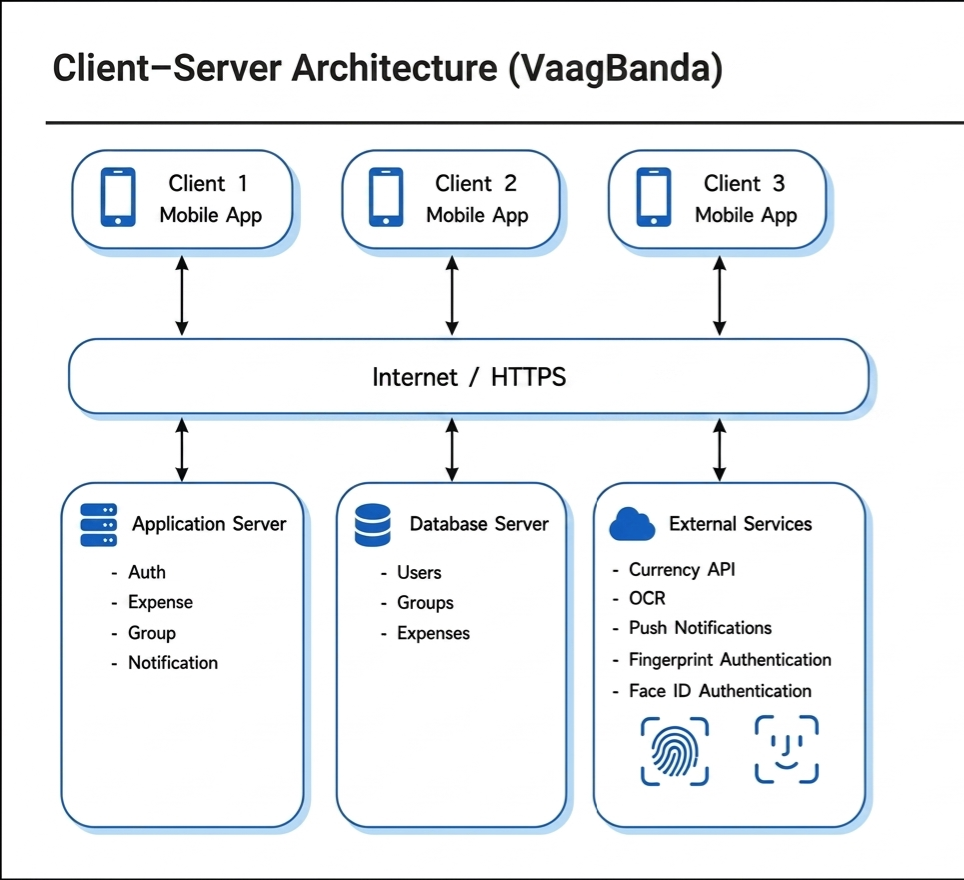 Client–Server Architecture (VaagBanda)
Client 1
Mobile App
Client 2
Mobile App
Client 3
Mobile App
Internet / HTTPS
Application Server
- Auth
- Expense
- Group
- Notification
Database Server
- Users
- Groups
- Expenses
External Services
- Currency API
- OCR
- Push Notifications
- Fingerprint Authentication
- Face ID Authentication